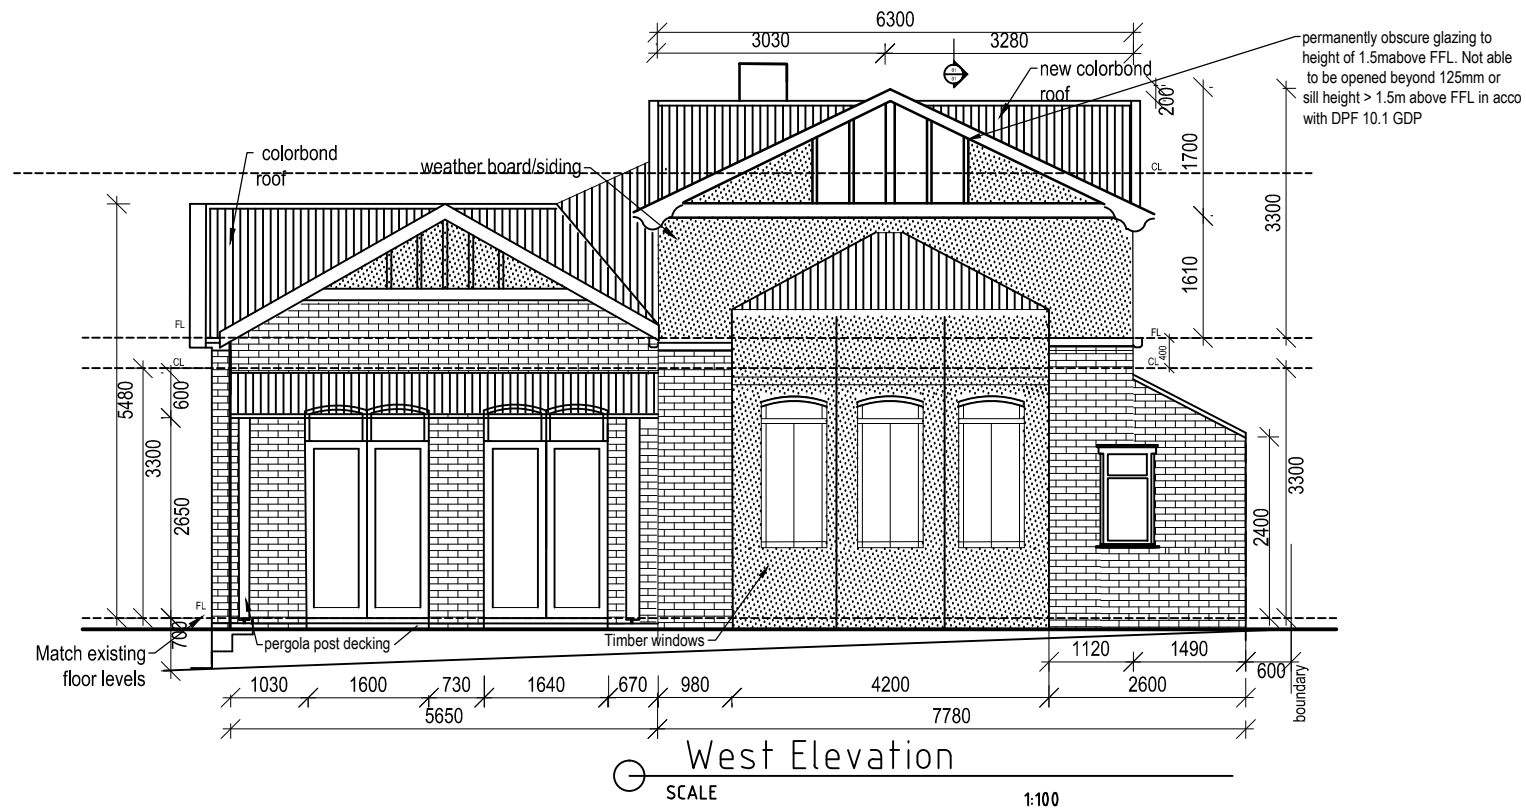 6300
3030
3280
permanently obscure glazing to
height of 1.5mabove FFL. Not able
to be opened beyond 125mm or
sill height > 1.5m above FFL in acco
with DPF 10.1 GDP
new colorbond
roof
200
colorbond
roof
weather board/siding
CL
1700
3300
1610
FL
CL
FL
CL
400
5480
3300
600
2650
700
3300
2400
FL
Match existing
floor levels
pergola post decking
Timber windows
1120
1490
600
boundary
1030
1600
730
1640
670
980
4200
2600
5650
7780
West Elevation
SCALE
1:100